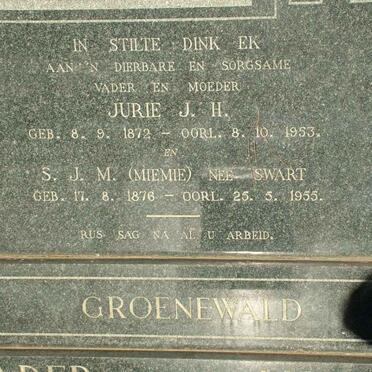 IN STILTE DINK EK
AAN 'N DIERBARE EN SORGSAME
VADER EN MOEDER
JURIE J. H.
GEB. 8. 9. 1872 – OORL. 8. 10. 1953.
EN
S. J. M. (MIEMIE) NEE SWART
GEB. 17. 8. 1876 – OORL. 25. 5. 1955.
RUS SAG NA AL U ARBEID.
GROENEWALD